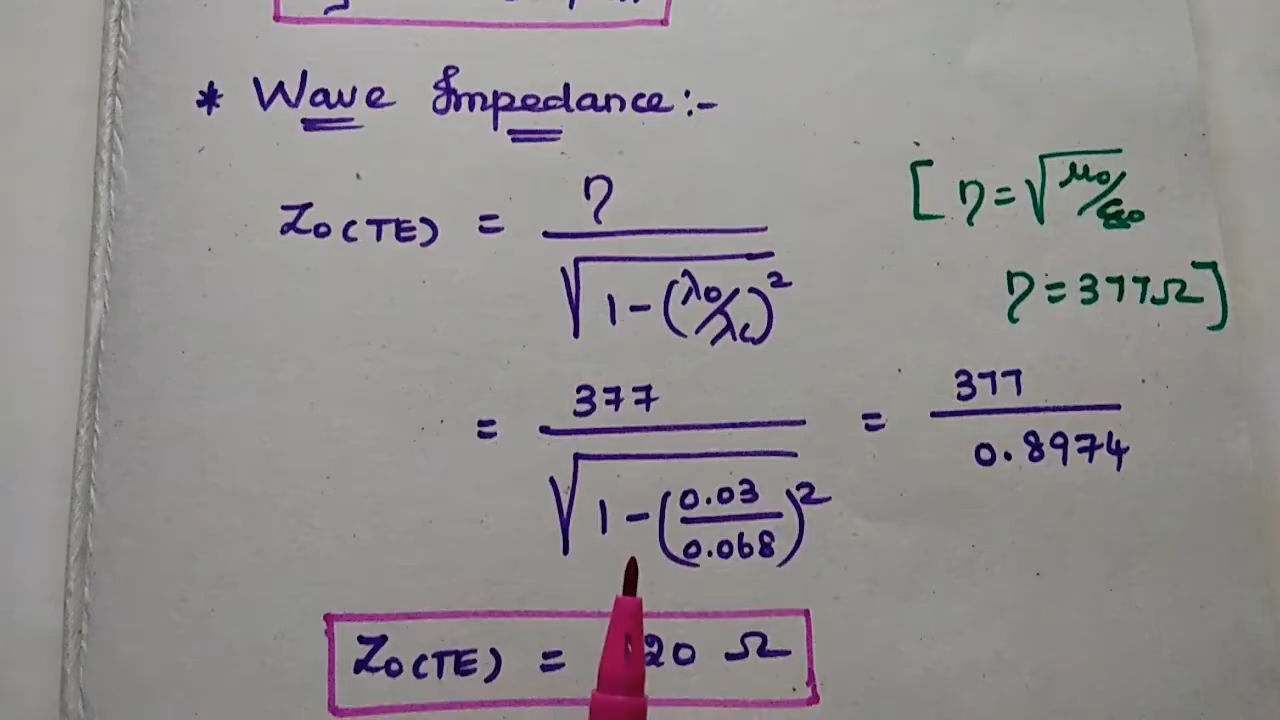 * Wave Impedance:-
Z₀(TE) = η / √(1-(λ₀/λc)²)
[η = √(μ₀/ε₀)
η = 377Ω]
= 377 / √(1-(0.03/0.068)²) = 377 / 0.8974
Z₀(TE) = 20 Ω